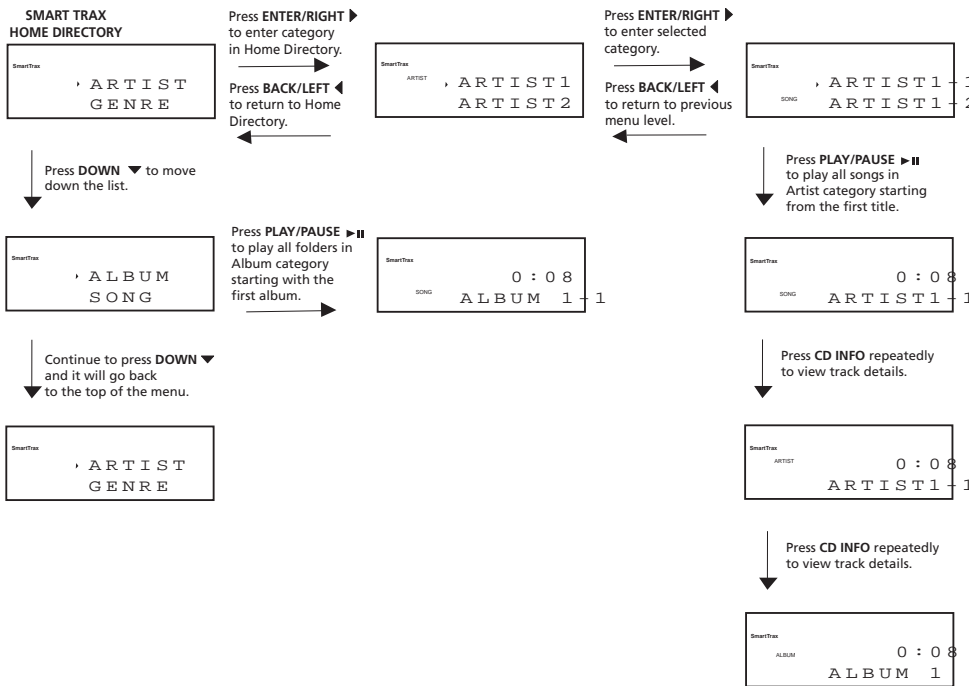 SMART TRAX
HOME DIRECTORY
SmartTrax
ARTIST
GENRE
Press ENTER/RIGHT
to enter category
in Home Directory.
Press BACK/LEFT
to return to Home
Directory.
SmartTrax
ARTIST
ARTIST1
ARTIST2
Press ENTER/RIGHT
to enter selected
category.
Press BACK/LEFT
to return to previous
menu level.
SmartTrax
ARTIST1-1
SONG
ARTIST1-2
Press DOWN to move
down the list.
Press PLAY/PAUSE
to play all songs in
Artist category starting
from the first title.
SmartTrax
ALBUM
SONG
Press PLAY/PAUSE
to play all folders in
Album category
starting with the
first album.
SmartTrax
0:08
SONG
ALBUM 1-1
SmartTrax
0:08
SONG
ARTIST1-1
Continue to press DOWN
and it will go back
to the top of the menu.
Press CD INFO repeatedly
to view track details.
SmartTrax
ARTIST
GENRE
SmartTrax
ARTIST
0:08
ARTIST1-1
Press CD INFO repeatedly
to view track details.
SmartTrax
ALBUM
0:08
ALBUM 1